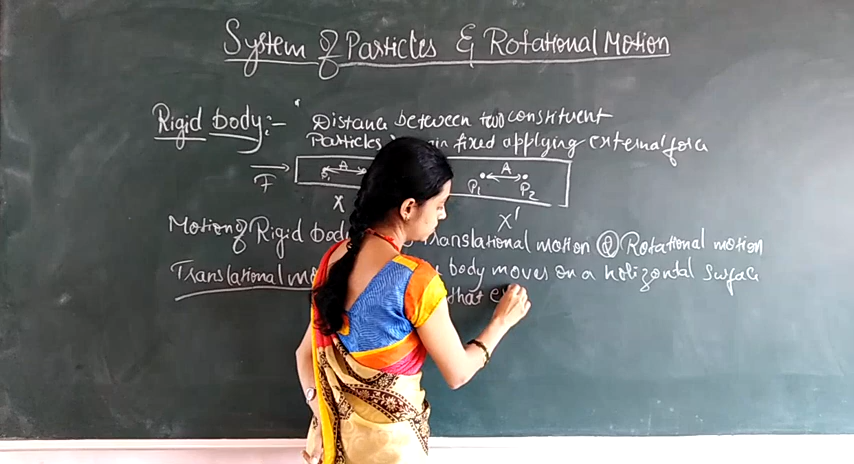 System of Particles & Rotational Motion
Rigid body:- Distance between two constituent
Particles fixed applying external force
F A A
P1 P1 P2
X X'
Motion of Rigid body Translational motion ② Rotational motion
Translational body moves on a horizontal surface
that